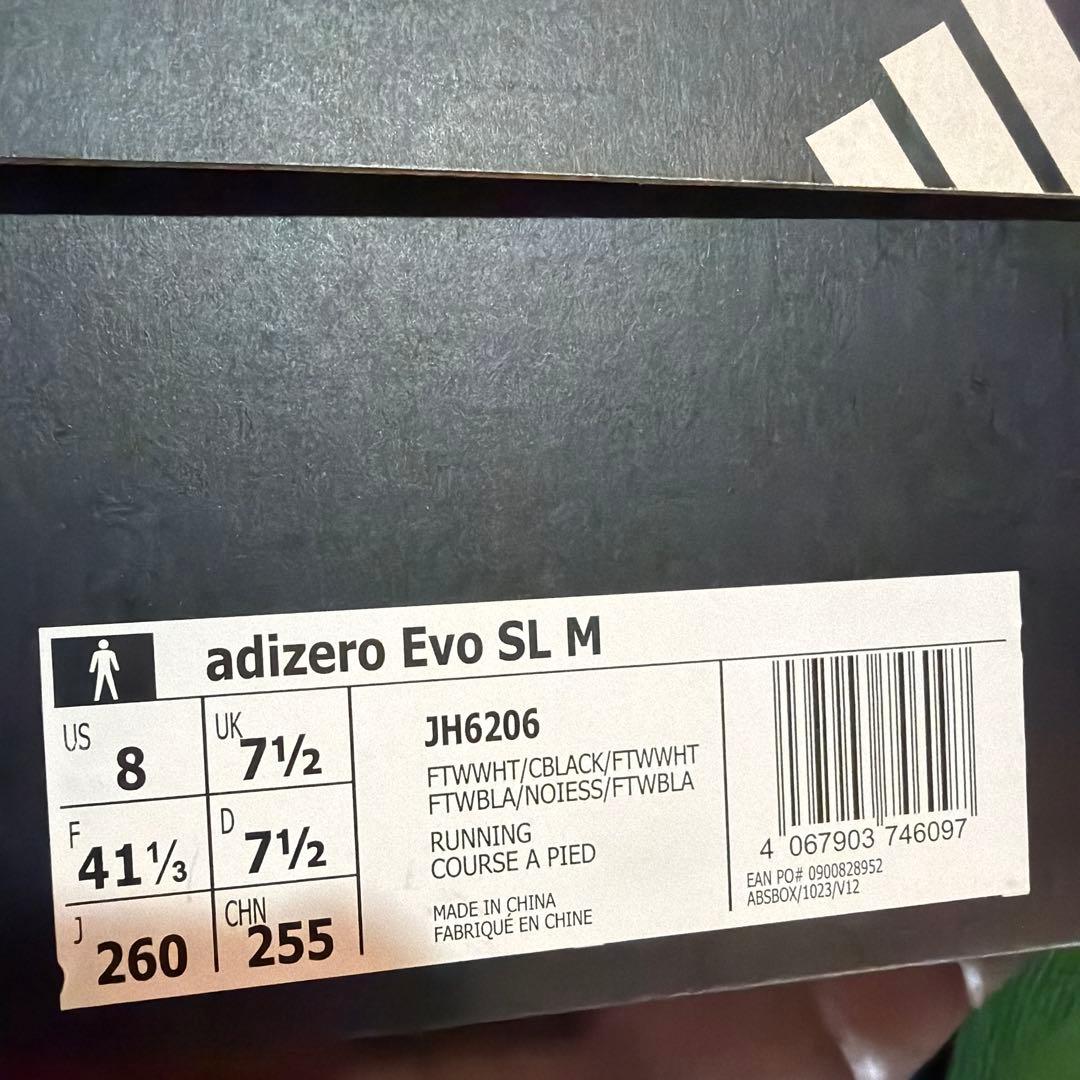 adizero Evo SL M
US 8
UK 7½
F 41⅓
D 7½
J 260
CHN 255
JH6206
FTWWHT/CBLACK/FTWWHT
FTWBLA/NOIESS/FTWBLA
RUNNING
COURSE A PIED
MADE IN CHINA
FABRIQUÉ EN CHINE
4 067903 746097
EAN PO# 0900828952
ABSBOX/1023/V12